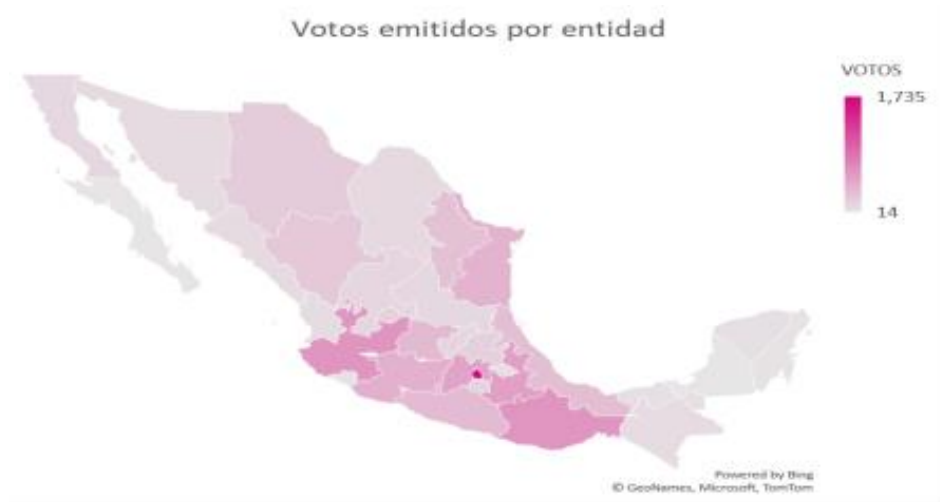 Votos emitidos por entidad
VOTOS
1,735
14
Powered by Bing
© GeoNames, Microsoft, TomTom